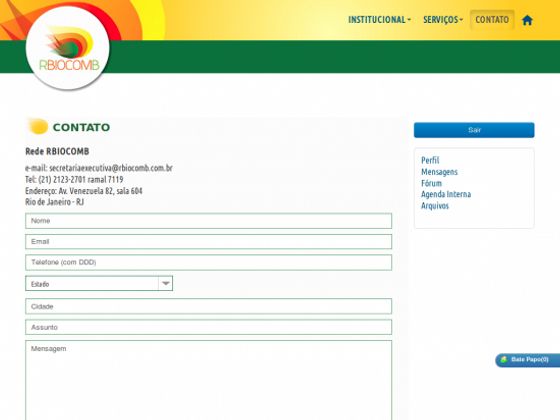 INSTITUCIONAL SERVIÇOS CONTATO
RBIOCOMB
CONTATO
Rede RBIOCOMB
e-mail: secretariaexecutiva@rbiocomb.com.br
Tel: (21) 2123-2701 ramal 7119
Endereço: Av. Venezuela 82, sala 604
Rio de Janeiro - RJ
Nome
Email
Telefone (com DDD)
Estado
Cidade
Assunto
Mensagem
Sair
Perfil
Mensagens
Fórum
Agenda Interna
Arquivos
Bate Papo(0)